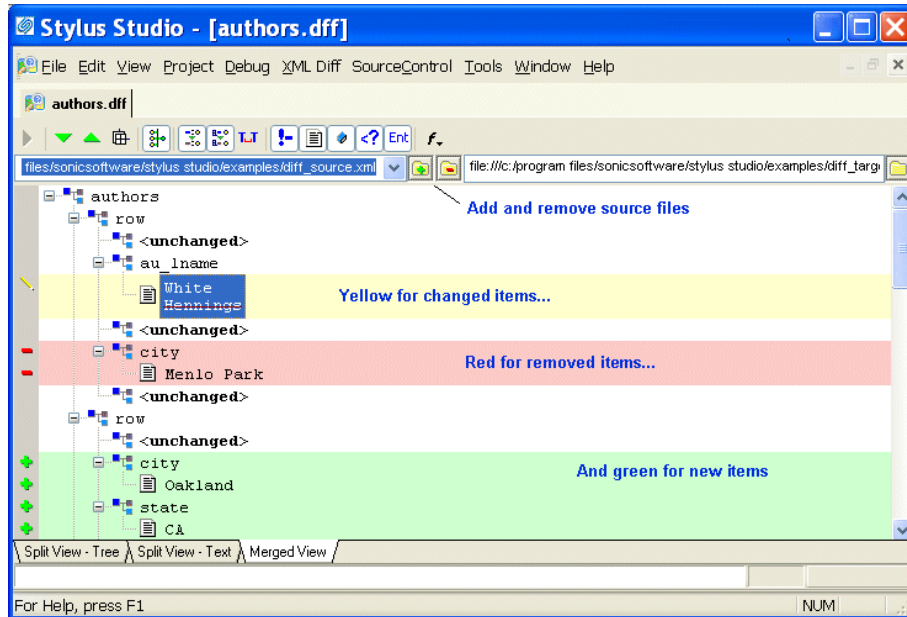 Stylus Studio - [authors.dff]
File Edit View Project Debug XML Diff SourceControl Tools Window Help
authors.dff
!- <? Ent f
files/sonicsoftware/stylus studio/examples/diff_source.xml file:///c:/program files/sonicsoftware/stylus studio/examples/diff_targ
Add and remove source files
authors
row
<unchanged>
au_lname
White
Hennings
Yellow for changed items...
<unchanged>
city
Red for removed items...
Menlo Park
<unchanged>
row
<unchanged>
city
And green for new items
Oakland
state
CA
Split View - Tree Split View - Text Merged View
For Help, press F1 NUM